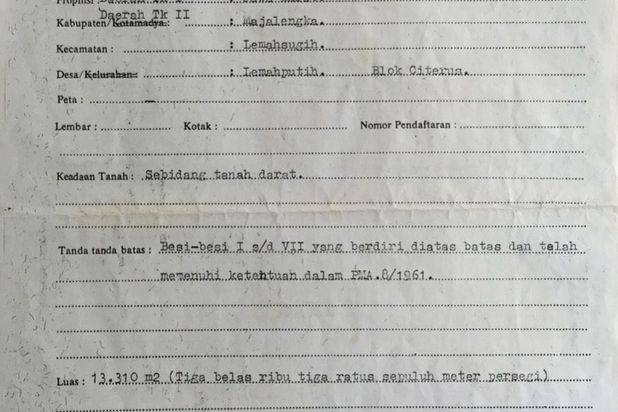 Daerah Tk II
Kabupaten/Kotamadya : : Majalengka.
Kecamatan : : Lemahsugih.
Desa/Kelurahan : : Lemahputih. Blok Citerus.
Peta : -
Lembar : Kotak : Nomor Pendaftaran :
Keadaan Tanah : Sebidang tanah darat.
Tanda tanda batas : Besi-besi I s/d VII yang berdiri diatas batas dan telah
memenuhi ketahtuan dalam PMA.8/1961.
Luas : 13.310 m2 (Tiga belas ribu tiga ratus sepuluh meter persegi)